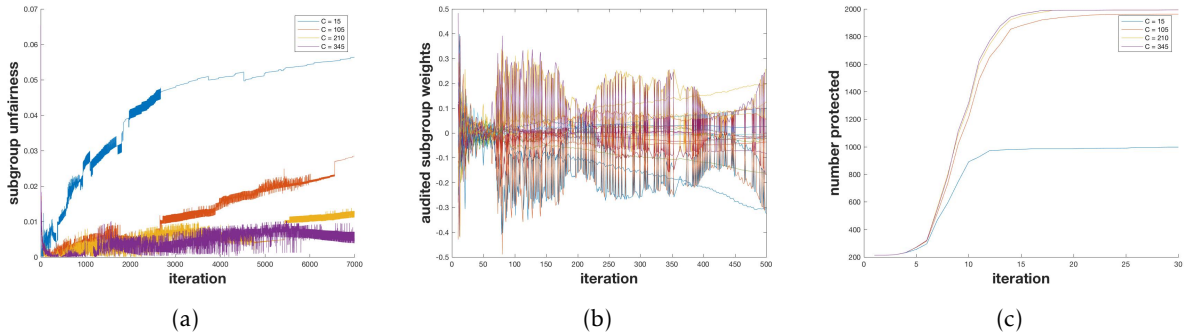 subgroup unfairness
0.07
0.06
0.05
0.04
0.03
0.02
0.01
0
0 1000 2000 3000 4000 5000 6000 7000
iteration
C = 15
C = 105
C = 210
C = 345
(a)
audited subgroup weights
0.5
0.4
0.3
0.2
0.1
0
-0.1
-0.2
-0.3
-0.4
-0.5
0 50 100 150 200 250 300 350 400 450 500
iteration
(b)
number protected
2000
1800
1600
1400
1200
1000
800
600
400
200
0 5 10 15 20 25 30
iteration
C = 15
C = 105
C = 210
C = 345
(c)